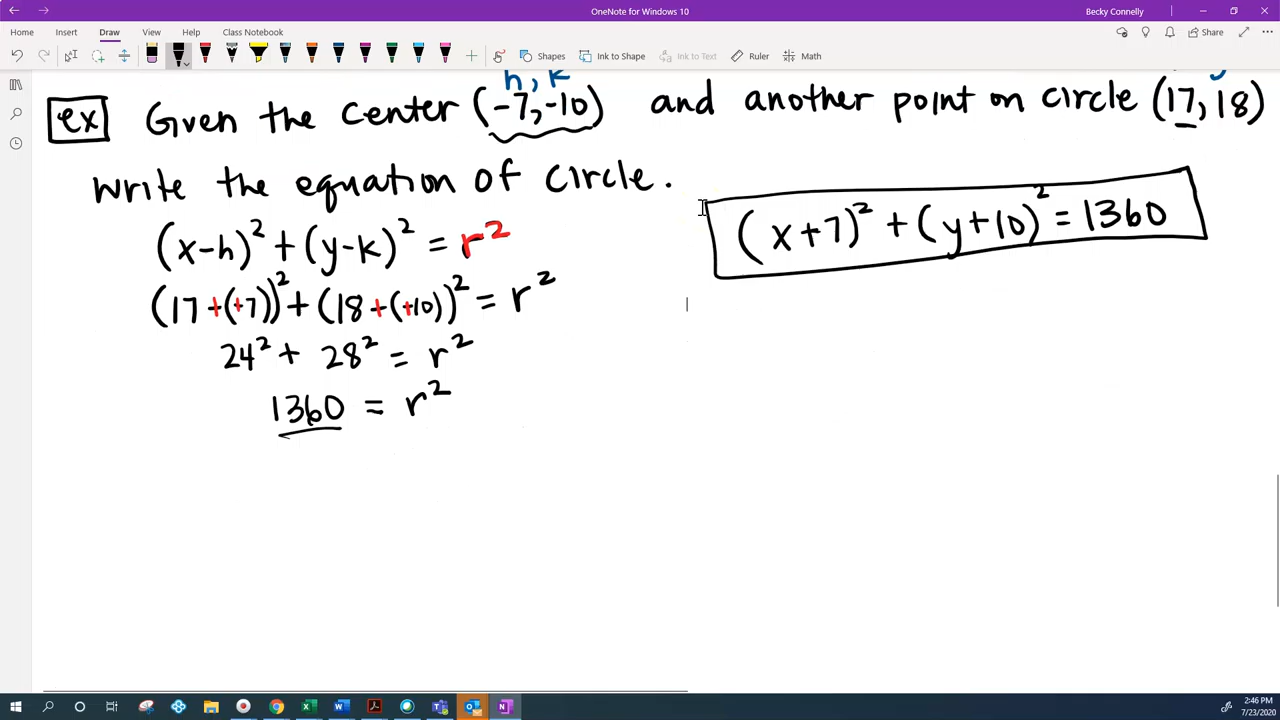 OneNote for Windows 10
Becky Connelly
Home Insert Draw View Help Class Notebook
Share
Shapes Ink to Shape Ink to Text Ruler Math
h, k
y
ex Given the center (-7,-10) and another point on circle (17,18)
write the equation of circle.
(x-h)²+(y-k)² = r²
(x+7)²+(y+10)²=1360
(17+(+7))²+(18+(+10))²=r²
24²+ 28² = r²
1360 = r²
2:46 PM
7/23/2020